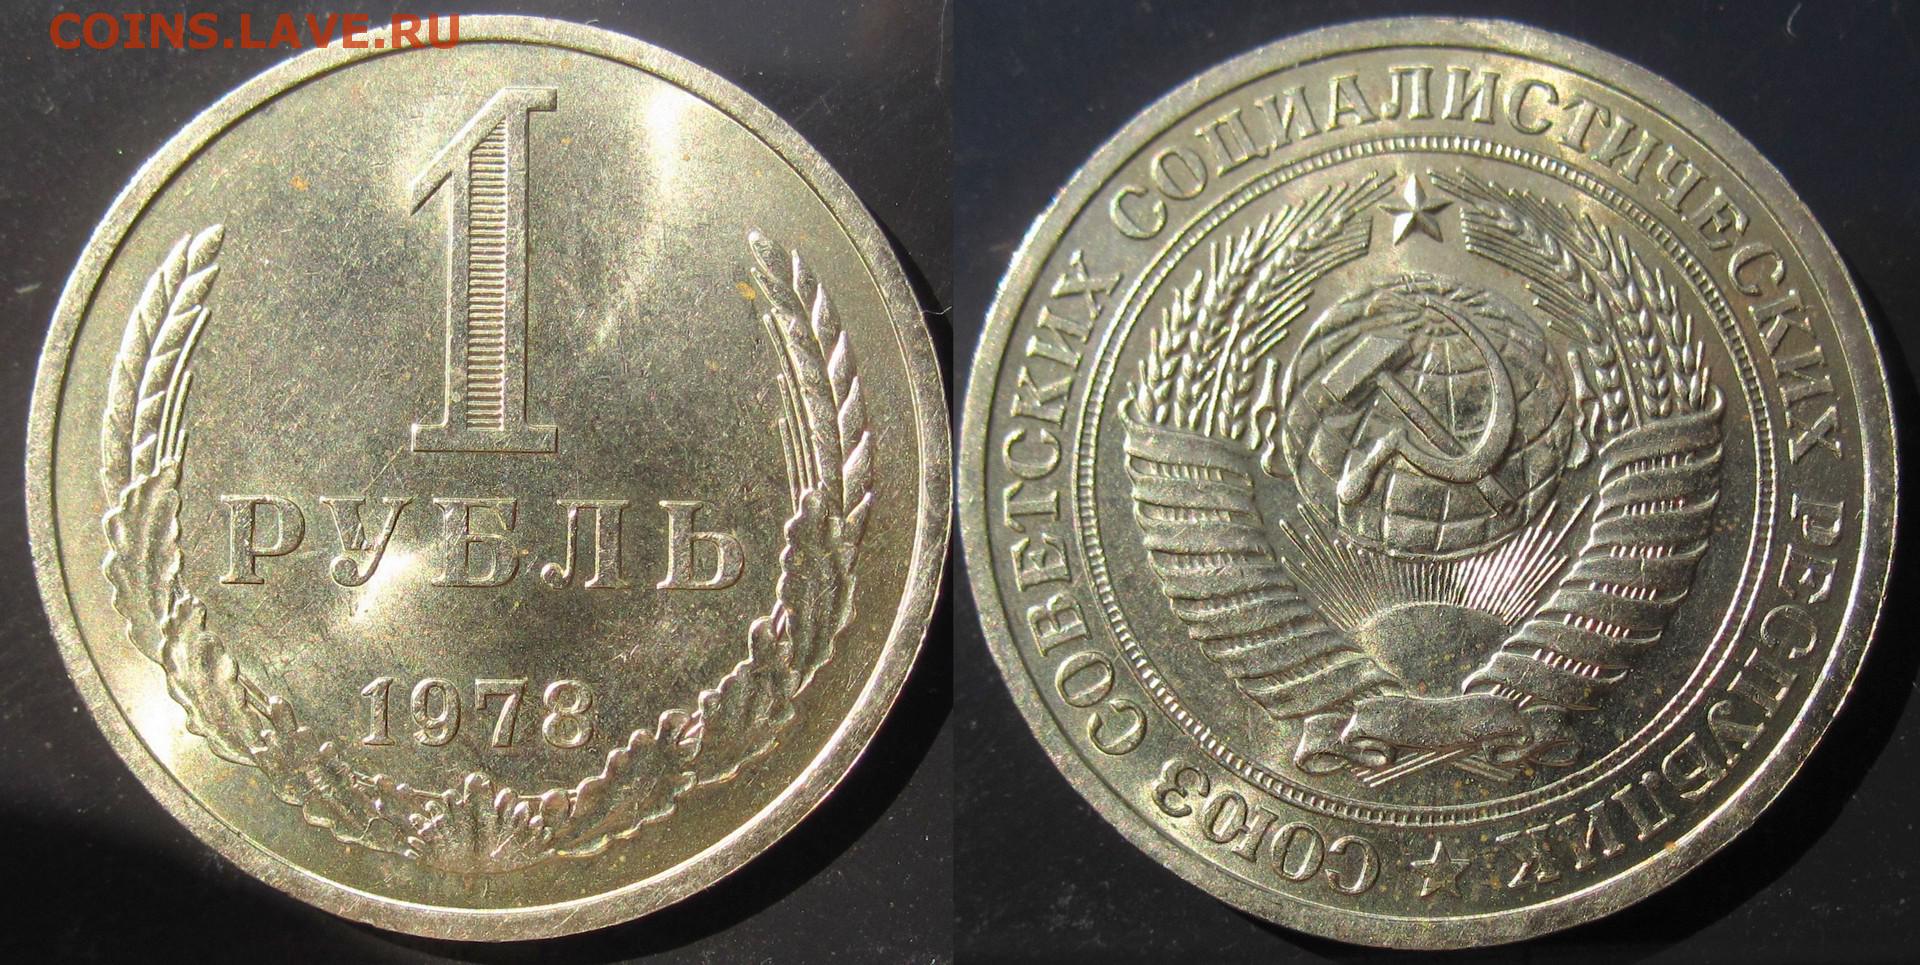 COINS.LAVE.RU
1
РУБЛЬ
1978
СОЮЗ СОВЕТСКИХ СОЦИАЛИСТИЧЕСКИХ РЕСПУБЛИК